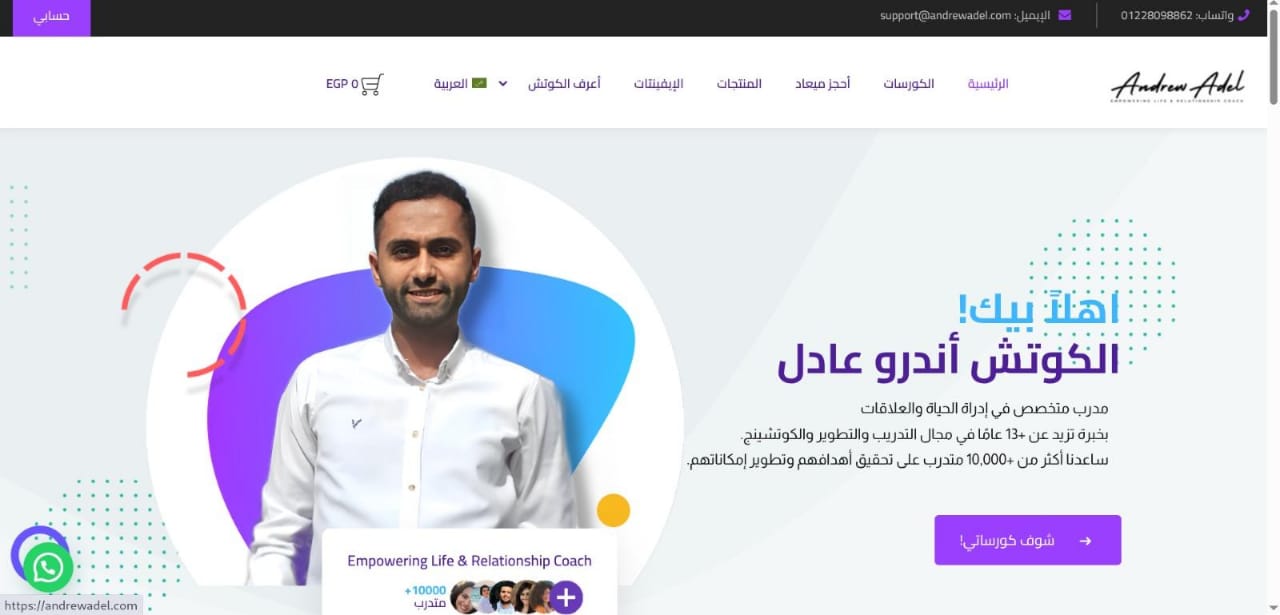 واتساب: 01228098862
الإيميل: support@andrewadel.com
حسابي
Andrew Adel
EMPOWERING LIFE & RELATIONSHIP COACH
الرئيسية
الكورسات
أحجز ميعاد
المنتجات
الإيفينتات
أعرف الكوتش
العربية
EGP 0
اهلاً بيك!
الكوتش أندرو عادل
مدرب متخصص في إدراة الحياة والعلاقات
بخبرة تزيد عن +13 عامًا في مجال التدريب والتطوير والكوتشينج.
ساعدنا أكثر من +10,000 متدرب على تحقيق أهدافهم وتطوير إمكاناتهم.
شوف كورساتي!
Empowering Life & Relationship Coach
+10000
متدرب
https://andrewadel.com